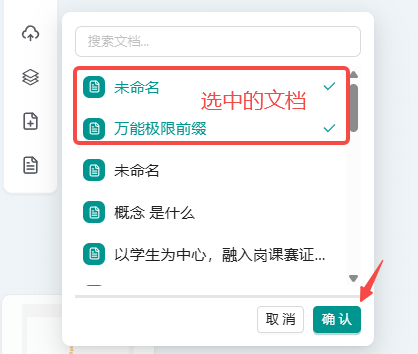 搜索文档...
未命名
选中的文档
万能极限前缀
未命名
概念 是什么
以学生为中心，融入岗课赛证...
取 消
确 认